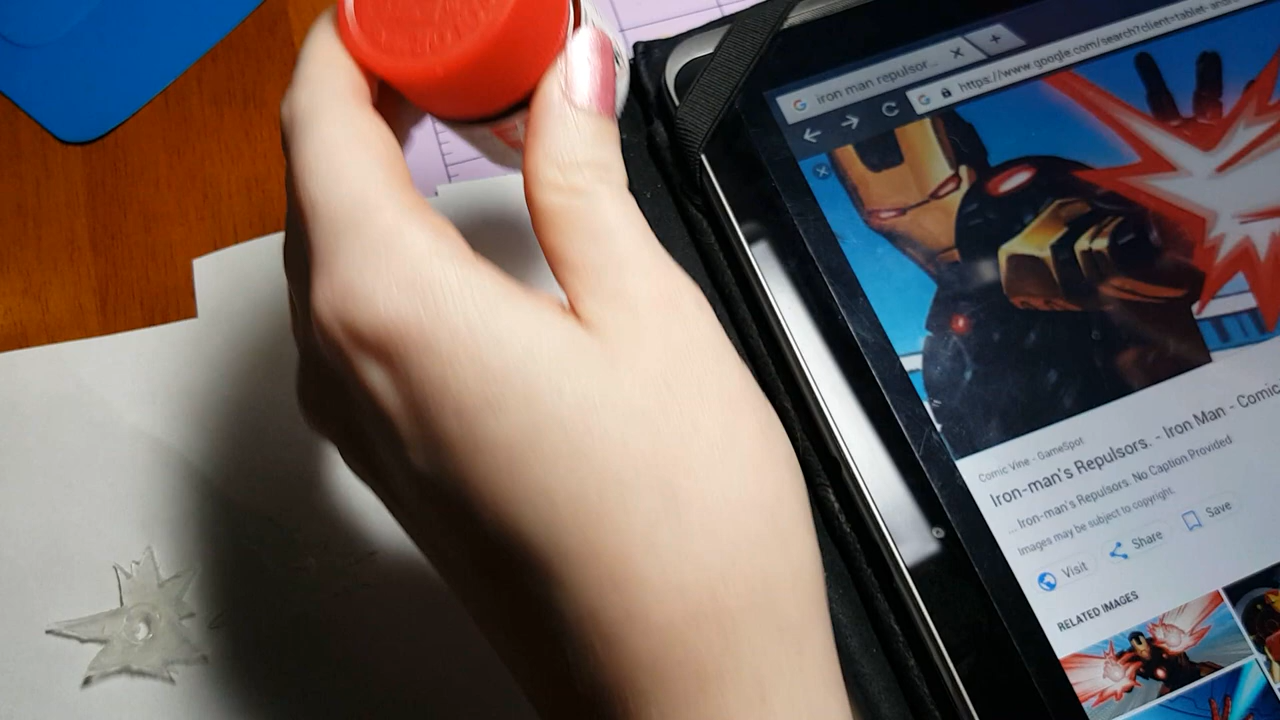 iron man repulsor...
https://www.google.com/search?client=tablet-andro
Comic Vine - GameSpot
Iron-man's Repulsors. - Iron Man - Comic
... Iron-man's Repulsors. No Caption Provided
Images may be subject to copyright.
Visit
Share
Save
RELATED IMAGES